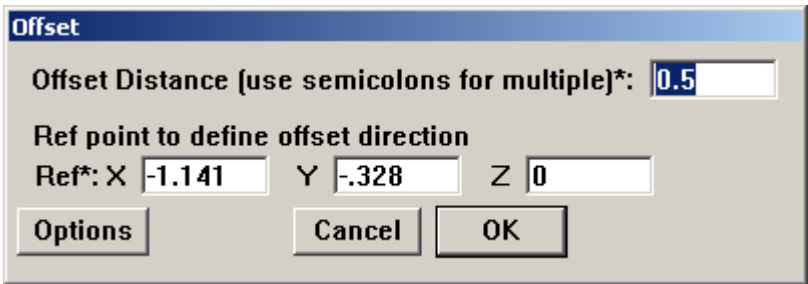 Offset
Offset Distance (use semicolons for multiple)*: 0.5
Ref point to define offset direction
Ref*: X -1.141 Y -.328 Z 0
Options Cancel OK